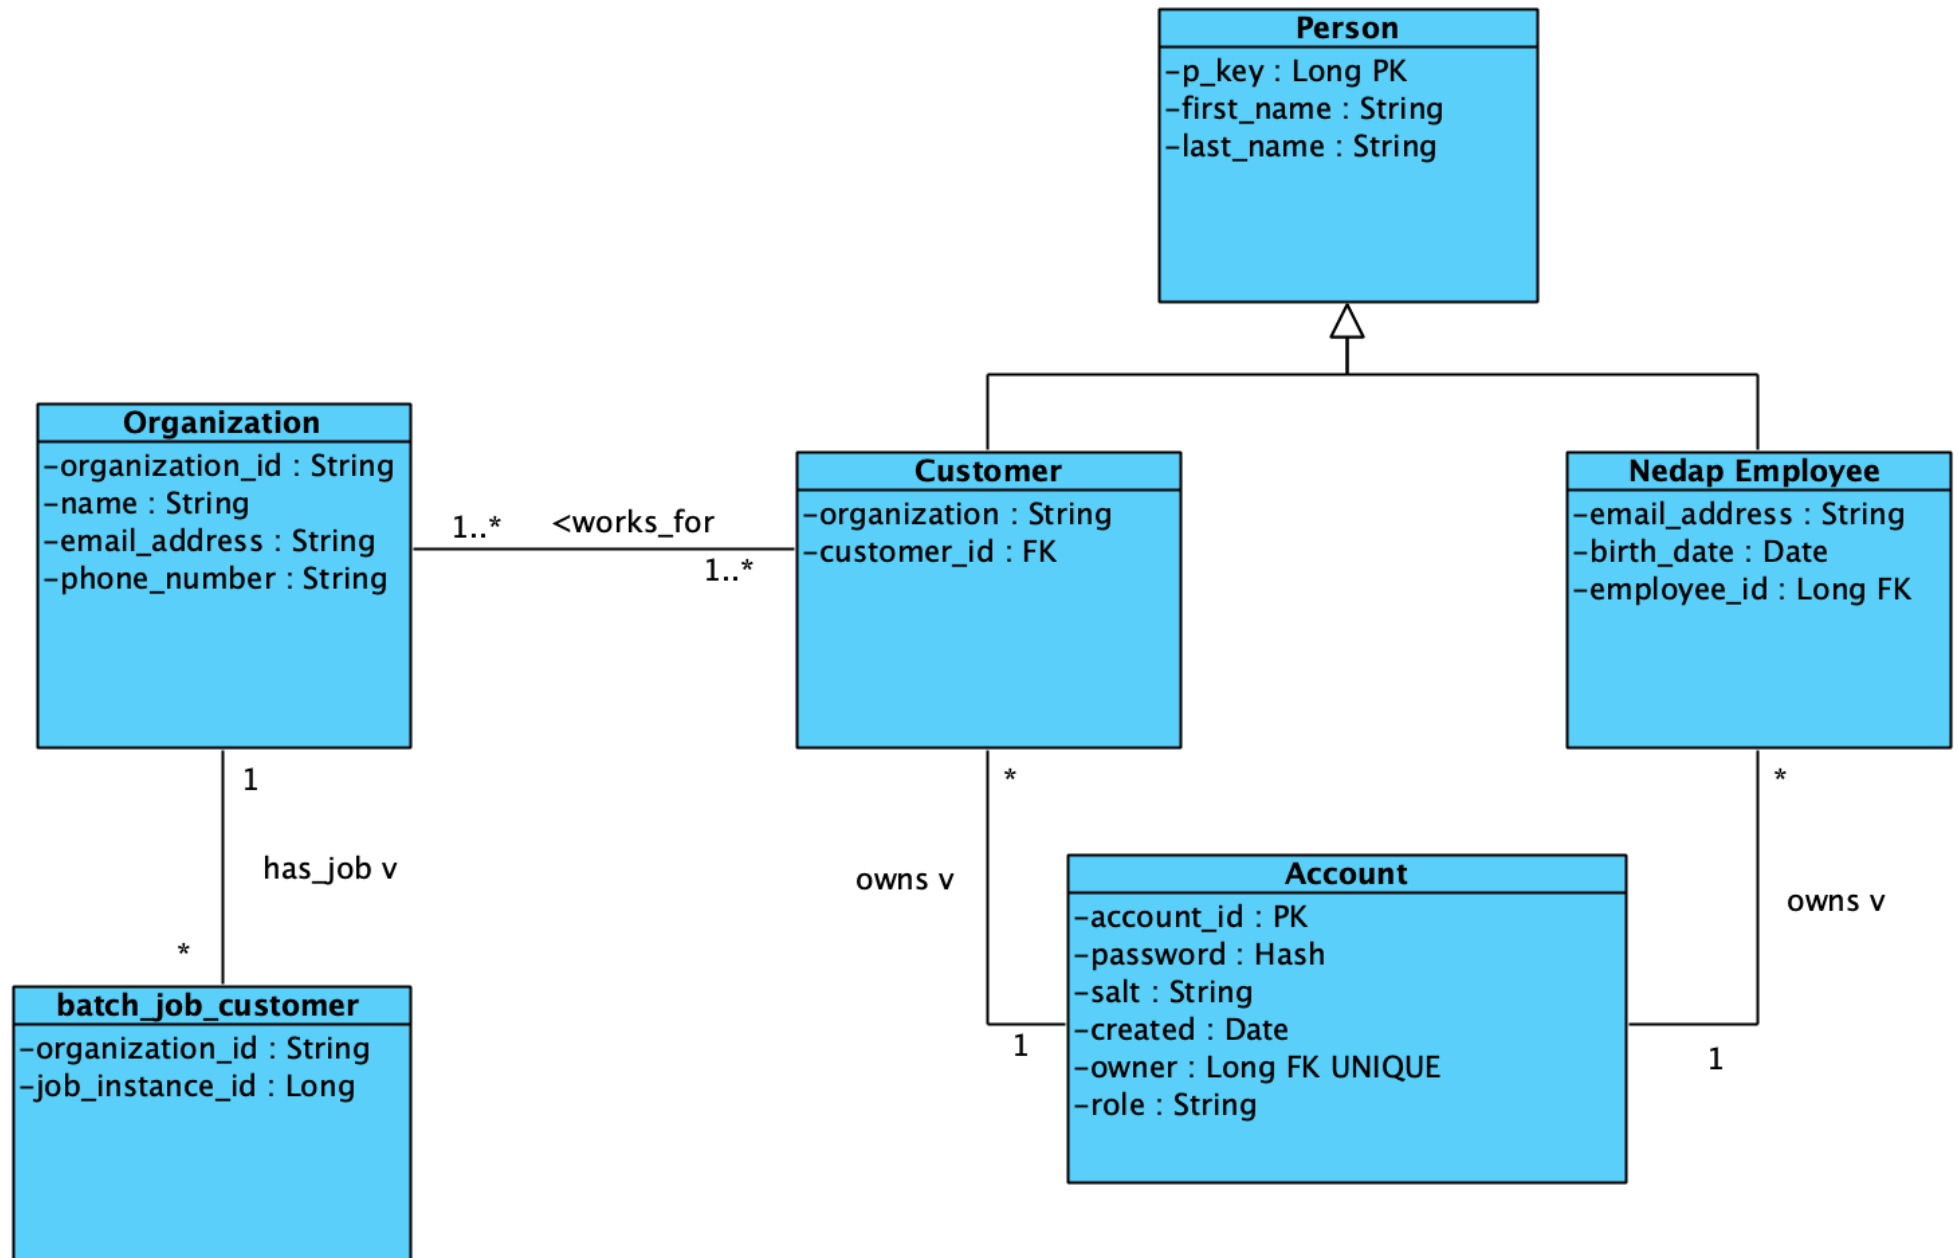 Person
-p_key : Long PK
-first_name : String
-last_name : String
Organization
-organization_id : String
-name : String
-email_address : String
-phone_number : String
1..*
<works_for
1..*
Customer
-organization : String
-customer_id : FK
Nedap Employee
-email_address : String
-birth_date : Date
-employee_id : Long FK
1
has_job v
*
*
owns v
1
*
owns v
1
Account
-account_id : PK
-password : Hash
-salt : String
-created : Date
-owner : Long FK UNIQUE
-role : String
batch_job_customer
-organization_id : String
-job_instance_id : Long